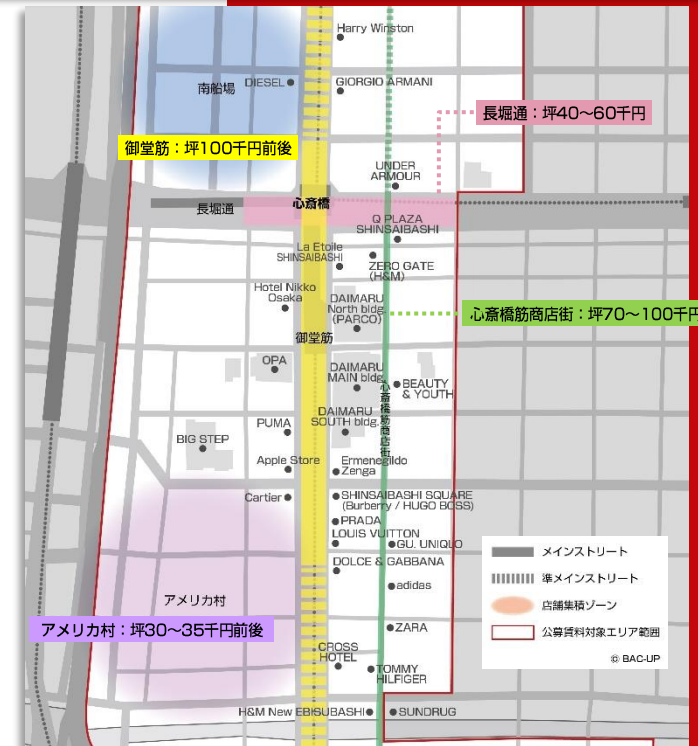 Harry Winston
南船場
DIESEL
GIORGIO ARMANI
長堀通：坪40～60千円
御堂筋：坪100千円前後
UNDER
ARMOUR
長堀通
心斎橋
Q PLAZA
SHINSAIBASHI
La Etoile
SHINSAIBASHI
ZERO GATE
(H&M)
Hotel Nikko
Osaka
DAIMARU
North bldg.
(PARCO)
心斎橋筋商店街：坪70～100千円
御堂筋
OPA
DAIMARU
MAIN bldg.
BEAUTY
& YOUTH
心斎橋筋商店街
DAIMARU
SOUTH bldg.
PUMA
BIG STEP
Apple Store
Ermenegildo
Zenga
Cartier
SHINSAIBASHI SQUARE
(Burberry / HUGO BOSS)
PRADA
LOUIS VUITTON
GU. UNIQLO
DOLCE & GABBANA
adidas
アメリカ村
アメリカ村：坪30～35千円前後
ZARA
CROSS
HOTEL
TOMMY
HILFIGER
H&M New EBISUBASHI
SUNDRUG
メインストリート
準メインストリート
店舗集積ゾーン
公募賃料対象エリア範囲
© BAC-UP